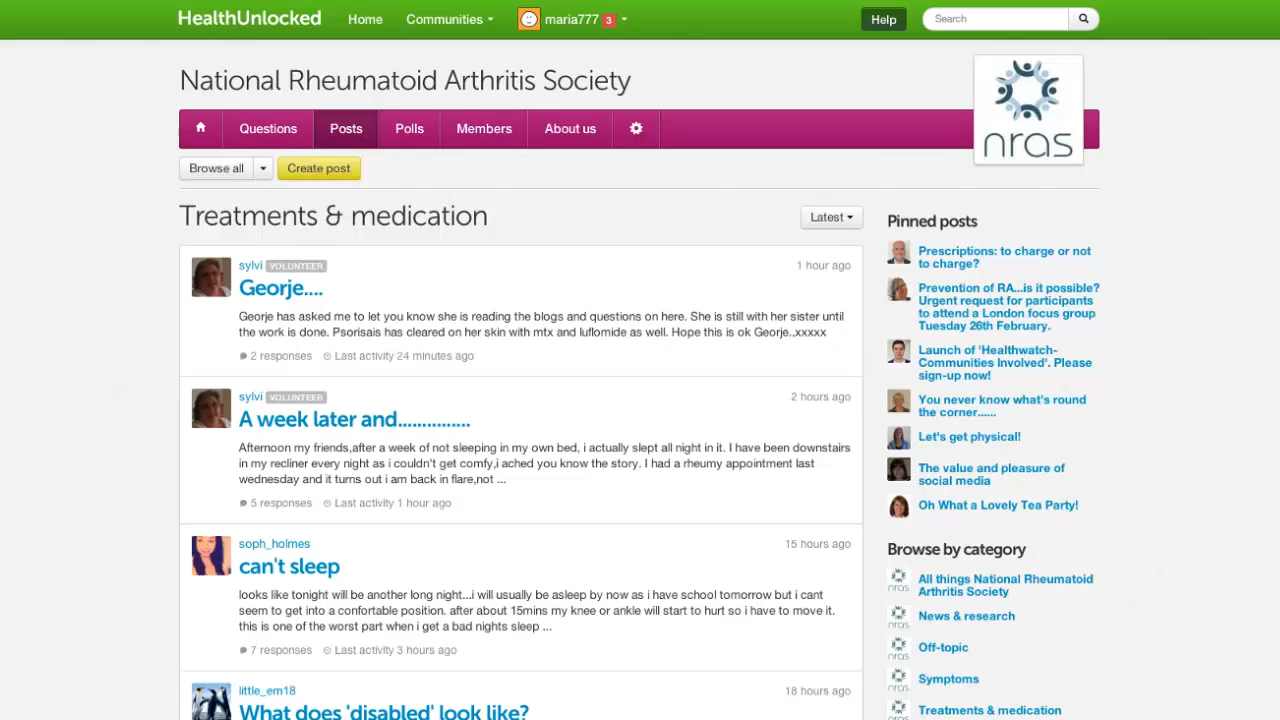 HealthUnlocked Home Communities maria777 3 Help Search
National Rheumatoid Arthritis Society
nras
Questions Posts Polls Members About us
Browse all Create post
Treatments & medication Latest
sylvi VOLUNTEER 1 hour ago
Georje....
Georje has asked me to let you know she is reading the blogs and questions on here. She is still with her sister until
the work is done. Psorisais has cleared on her skin with mtx and luflomide as well. Hope this is ok Georje.,xxxxx
2 responses Last activity 24 minutes ago
sylvi VOLUNTEER 2 hours ago
A week later and...............
Afternoon my friends,after a week of not sleeping in my own bed, i actually slept all night in it. I have been downstairs
in my recliner every night as i couldn't get comfy,i ached you know the story. I had a rheumy appointment last
wednesday and it turns out i am back in flare,not ...
5 responses Last activity 1 hour ago
soph_holmes 15 hours ago
can't sleep
looks like tonight will be another long night...i will usually be asleep by now as i have school tomorrow but i cant
seem to get into a confortable position. after about 15mins my knee or ankle will start to hurt so i have to move it.
this is one of the worst part when i get a bad nights sleep ...
7 responses Last activity 3 hours ago
little_em18 18 hours ago
What does 'disabled' look like?
Pinned posts
Prescriptions: to charge or not
to charge?
Prevention of RA...is it possible?
Urgent request for participants
to attend a London focus group
Tuesday 26th February.
Launch of 'Healthwatch-
Communities Involved'. Please
sign-up now!
You never know what's round
the corner......
Let's get physical!
The value and pleasure of
social media
Oh What a Lovely Tea Party!
Browse by category
nras All things National Rheumatoid
Arthritis Society
nras News & research
nras Off-topic
nras Symptoms
nras Treatments & medication